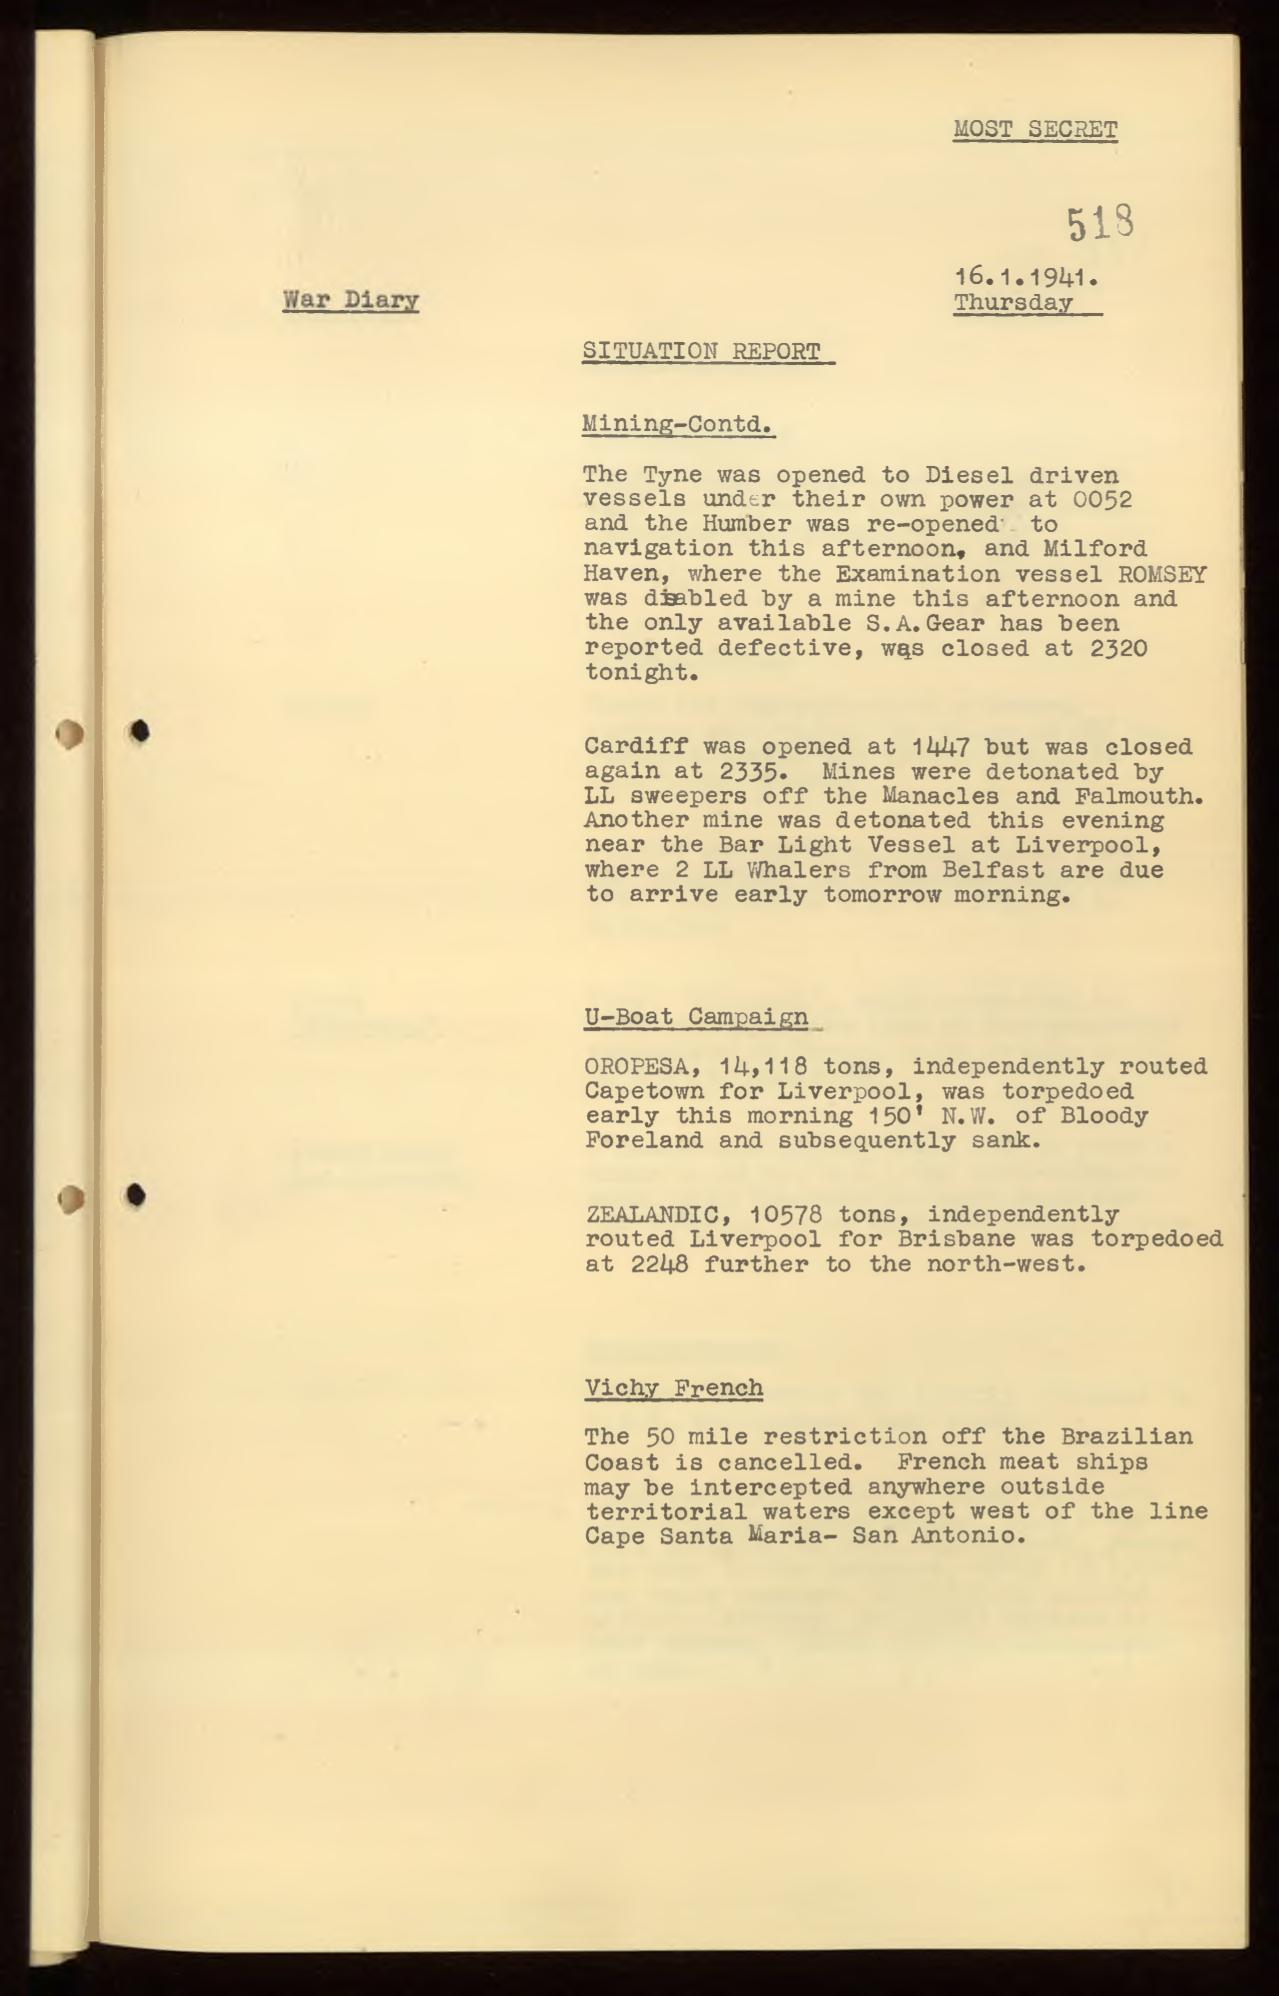 MOST SECRET
518
16.1.1941.
War Diary
Thursday
SITUATION REPORT
Mining-Contd.
The Tyne was opened to Diesel driven
vessels under their own power at 0052
and the Humber was re-opened to
navigation this afternoon, and Milford
Haven, where the Examination vessel ROMSEY
was disabled by a mine this afternoon and
the only available S.A.Gear has been
reported defective, was closed at 2320
tonight.
Cardiff was opened at 1447 but was closed
again at 2335. Mines were detonated by
LL sweepers off the Manacles and Falmouth.
Another mine was detonated this evening
near the Bar Light Vessel at Liverpool,
where 2 LL Whalers from Belfast are due
to arrive early tomorrow morning.
U-Boat Campaign
OROPESA, 14,118 tons, independently routed
Capetown for Liverpool, was torpedoed
early this morning 150' N.W. of Bloody
Foreland and subsequently sank.
ZEALANDIC, 10578 tons, independently
routed Liverpool for Brisbane was torpedoed
at 2248 further to the north-west.
Vichy French
The 50 mile restriction off the Brazilian
Coast is cancelled. French meat ships
may be intercepted anywhere outside
territorial waters except west of the line
Cape Santa Maria- San Antonio.